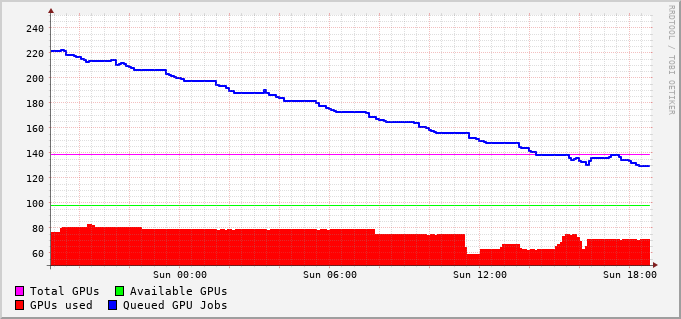 RRDTOOL / TOBI OETIKER
240
220
200
180
160
140
120
100
80
60
Sun 00:00 Sun 06:00 Sun 12:00 Sun 18:00
Total GPUs Available GPUs
GPUs used Queued GPU Jobs